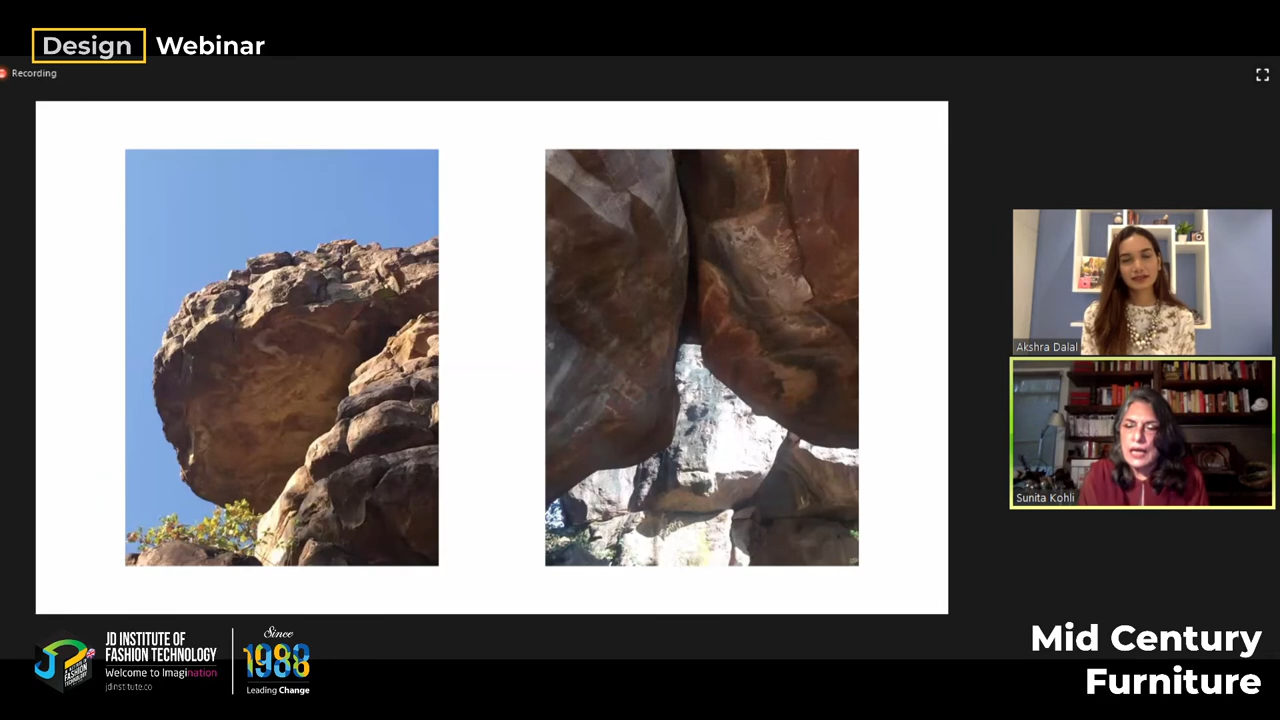 Design Webinar
Recording
Akshra Dalal
Sunita Kohli
JD INSTITUTE OF
FASHION TECHNOLOGY
Welcome to Imagination
jdinstitute.co
Since
1988
Leading Change
Mid Century
Furniture